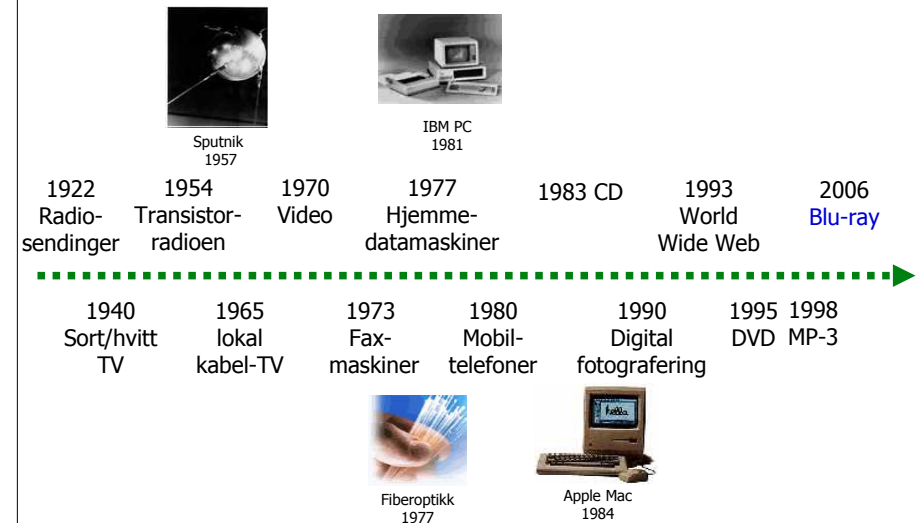 Sputnik
1957
IBM PC
1981
1922
Radio-
sendinger
1954
Transistor-
radioen
1970
Video
1977
Hjemme-
datamaskiner
1983 CD
1993
World
Wide Web
2006
Blu-ray
1940
Sort/hvitt
TV
1965
lokal
kabel-TV
1973
Fax-
maskiner
1980
Mobil-
telefoner
1990
Digital
fotografering
1995
DVD
1998
MP-3
hello
Fiberoptikk
1977
Apple Mac
1984